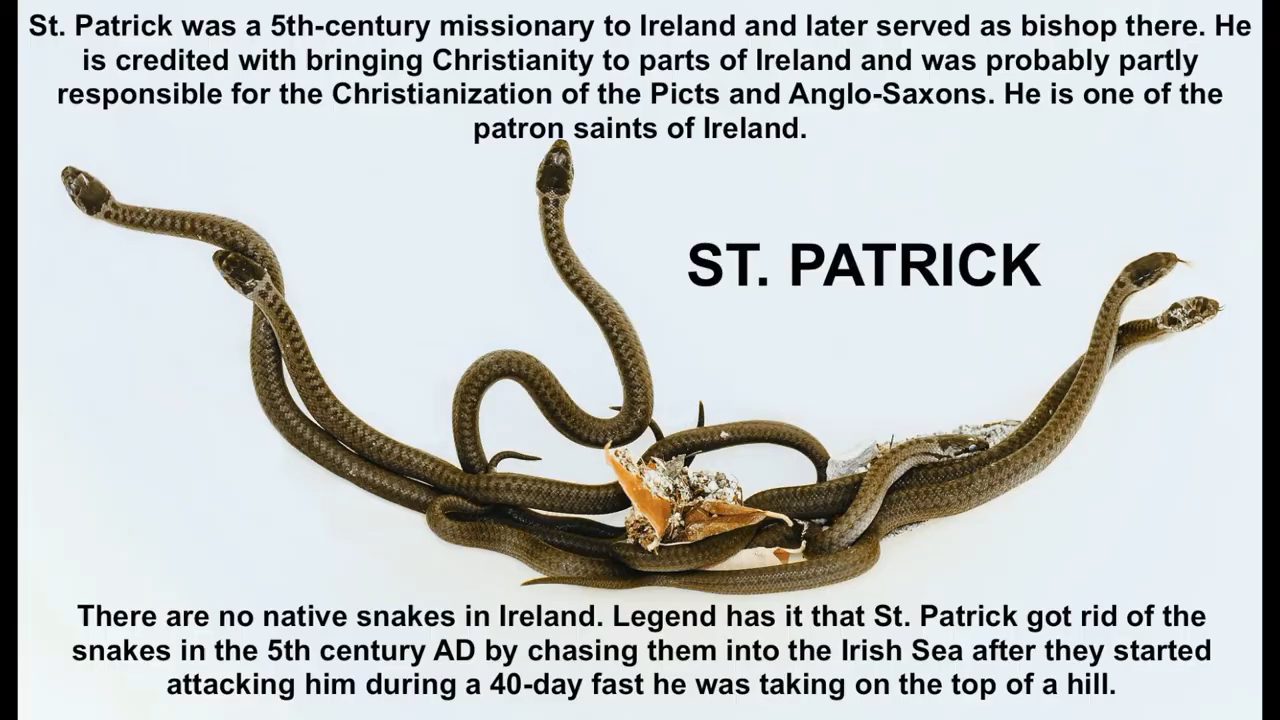 St. Patrick was a 5th-century missionary to Ireland and later served as bishop there. He
is credited with bringing Christianity to parts of Ireland and was probably partly
responsible for the Christianization of the Picts and Anglo-Saxons. He is one of the
patron saints of Ireland.
ST. PATRICK
There are no native snakes in Ireland. Legend has it that St. Patrick got rid of the
snakes in the 5th century AD by chasing them into the Irish Sea after they started
attacking him during a 40-day fast he was taking on the top of a hill.